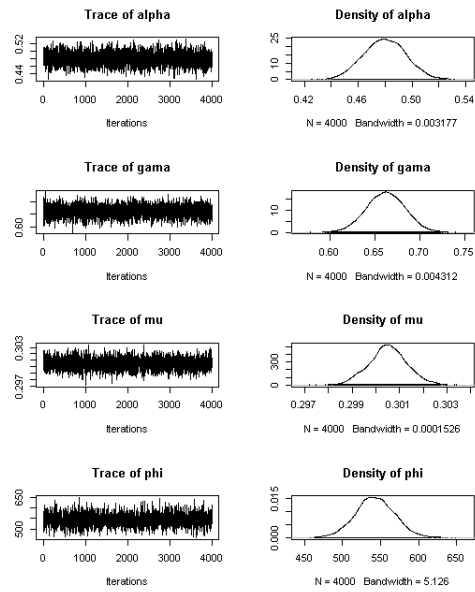 Trace of alpha
0.44 0.52
0 1000 2000 3000 4000
Iterations
Density of alpha
0 10 25
0.42 0.46 0.50 0.54
N = 4000 Bandwidth = 0.003177
Trace of gama
0.60
0 1000 2000 3000 4000
Iterations
Density of gama
0 10
0.60 0.65 0.70 0.75
N = 4000 Bandwidth = 0.004312
Trace of mu
0.297 0.303
0 1000 2000 3000 4000
Iterations
Density of mu
0 300
0.297 0.299 0.301 0.303
N = 4000 Bandwidth = 0.0001526
Trace of phi
500 650
0 1000 2000 3000 4000
Iterations
Density of phi
0.000 0.015
450 500 550 600 650
N = 4000 Bandwidth = 5.126